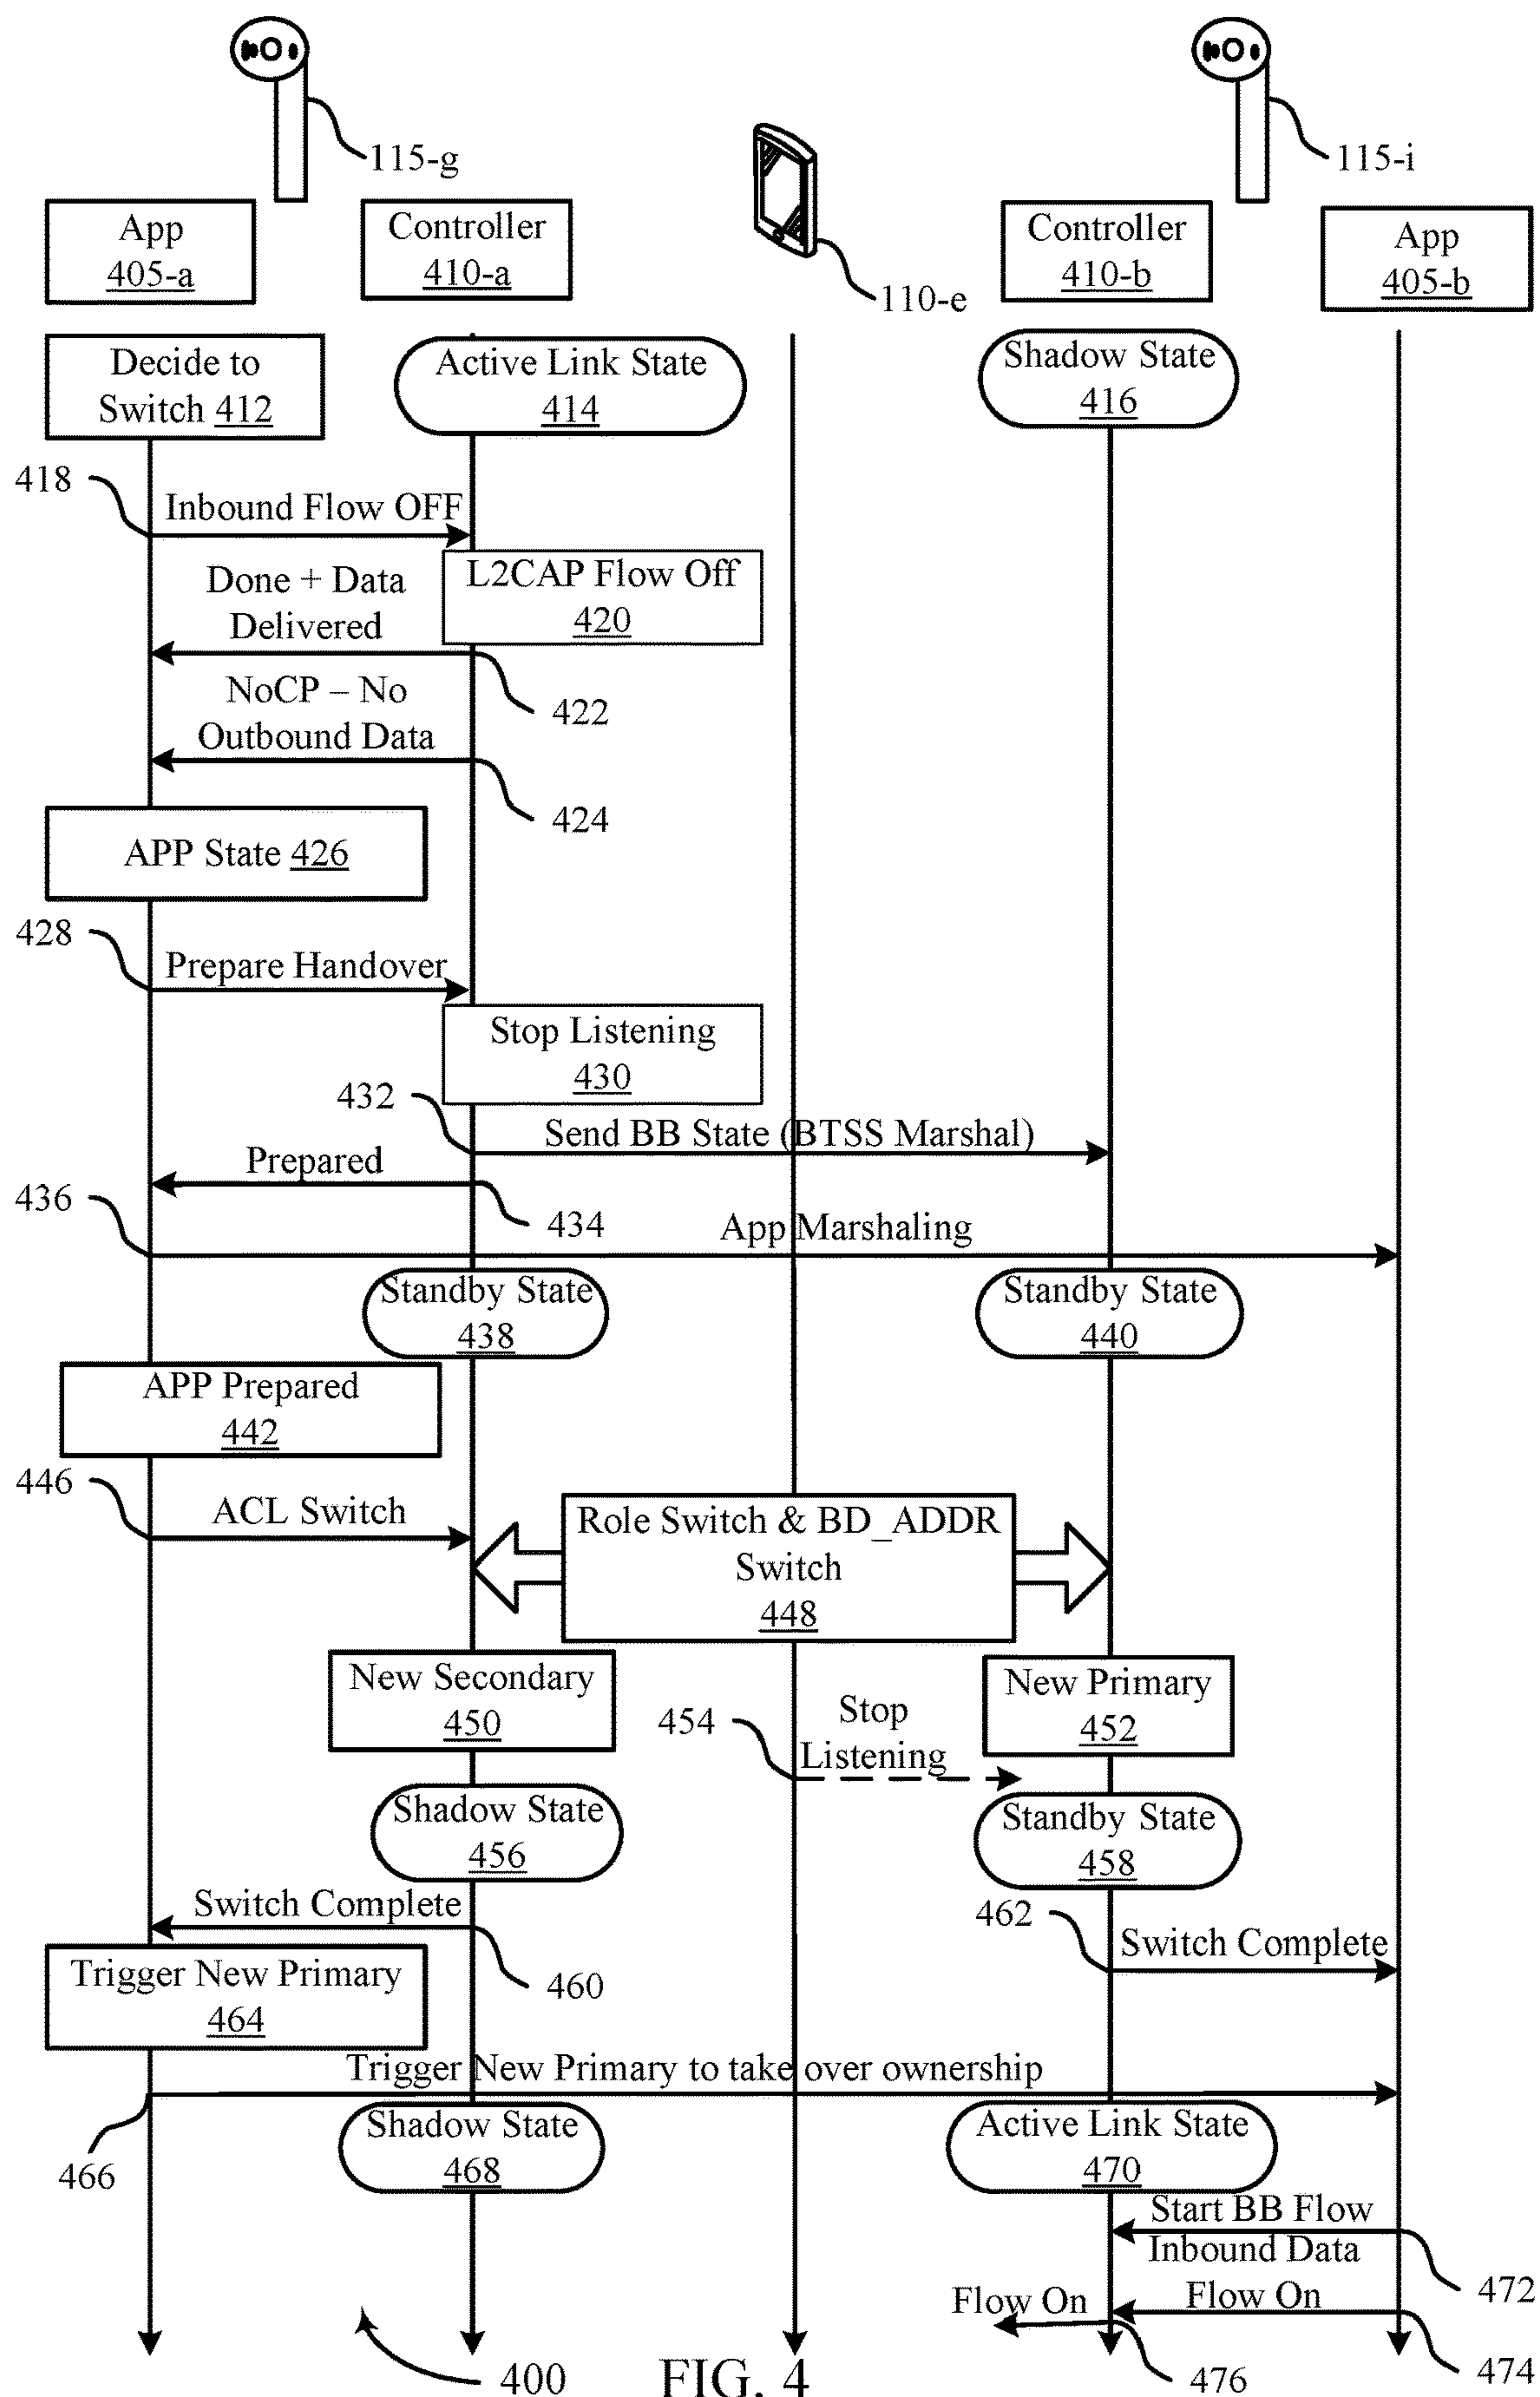 115-g
115-i
110-e
App
405-a
Controller
410-a
Controller
410-b
App
405-b
Decide to
Switch 412
Active Link State
414
Shadow State
416
418
Inbound Flow OFF
L2CAP Flow Off
420
Done + Data
Delivered
422
NoCP – No
Outbound Data
424
APP State 426
428
Prepare Handover
Stop Listening
430
432
Send BB State (BTSS Marshal)
Prepared
434
436
App Marshaling
Standby State
438
Standby State
440
APP Prepared
442
446
ACL Switch
Role Switch & BD_ADDR
Switch
448
New Secondary
450
New Primary
452
454
Stop
Listening
Shadow State
456
Standby State
458
Switch Complete
460
462
Switch Complete
Trigger New Primary
464
Trigger New Primary to take over ownership
466
Shadow State
468
Active Link State
470
Start BB Flow
Inbound Data
472
Flow On
Flow On
474
476
400
FIG. 4